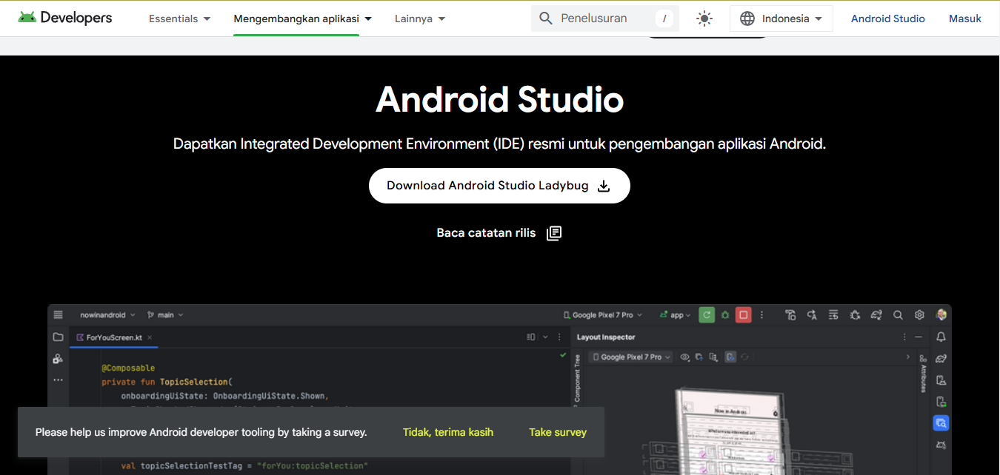 Developers
Essentials
Mengembangkan aplikasi
Lainnya
Penelusuran
/
Indonesia
Android Studio
Masuk
Android Studio
Dapatkan Integrated Development Environment (IDE) resmi untuk pengembangan aplikasi Android.
Download Android Studio Ladybug
Baca catatan rilis
nowinandroid
main
Google Pixel 7 Pro
app
ForYouScreen.kt
Layout Inspector
Google Pixel 7 Pro
Component Tree
Attributes
@Composable
private fun TopicSelection(
onboardingUiState: OnboardingUiState.Shown,
Now in Android
Please help us improve Android developer tooling by taking a survey.
Tidak, terima kasih
Take survey
val topicSelectionTestTag = "forYou:topicSelection"